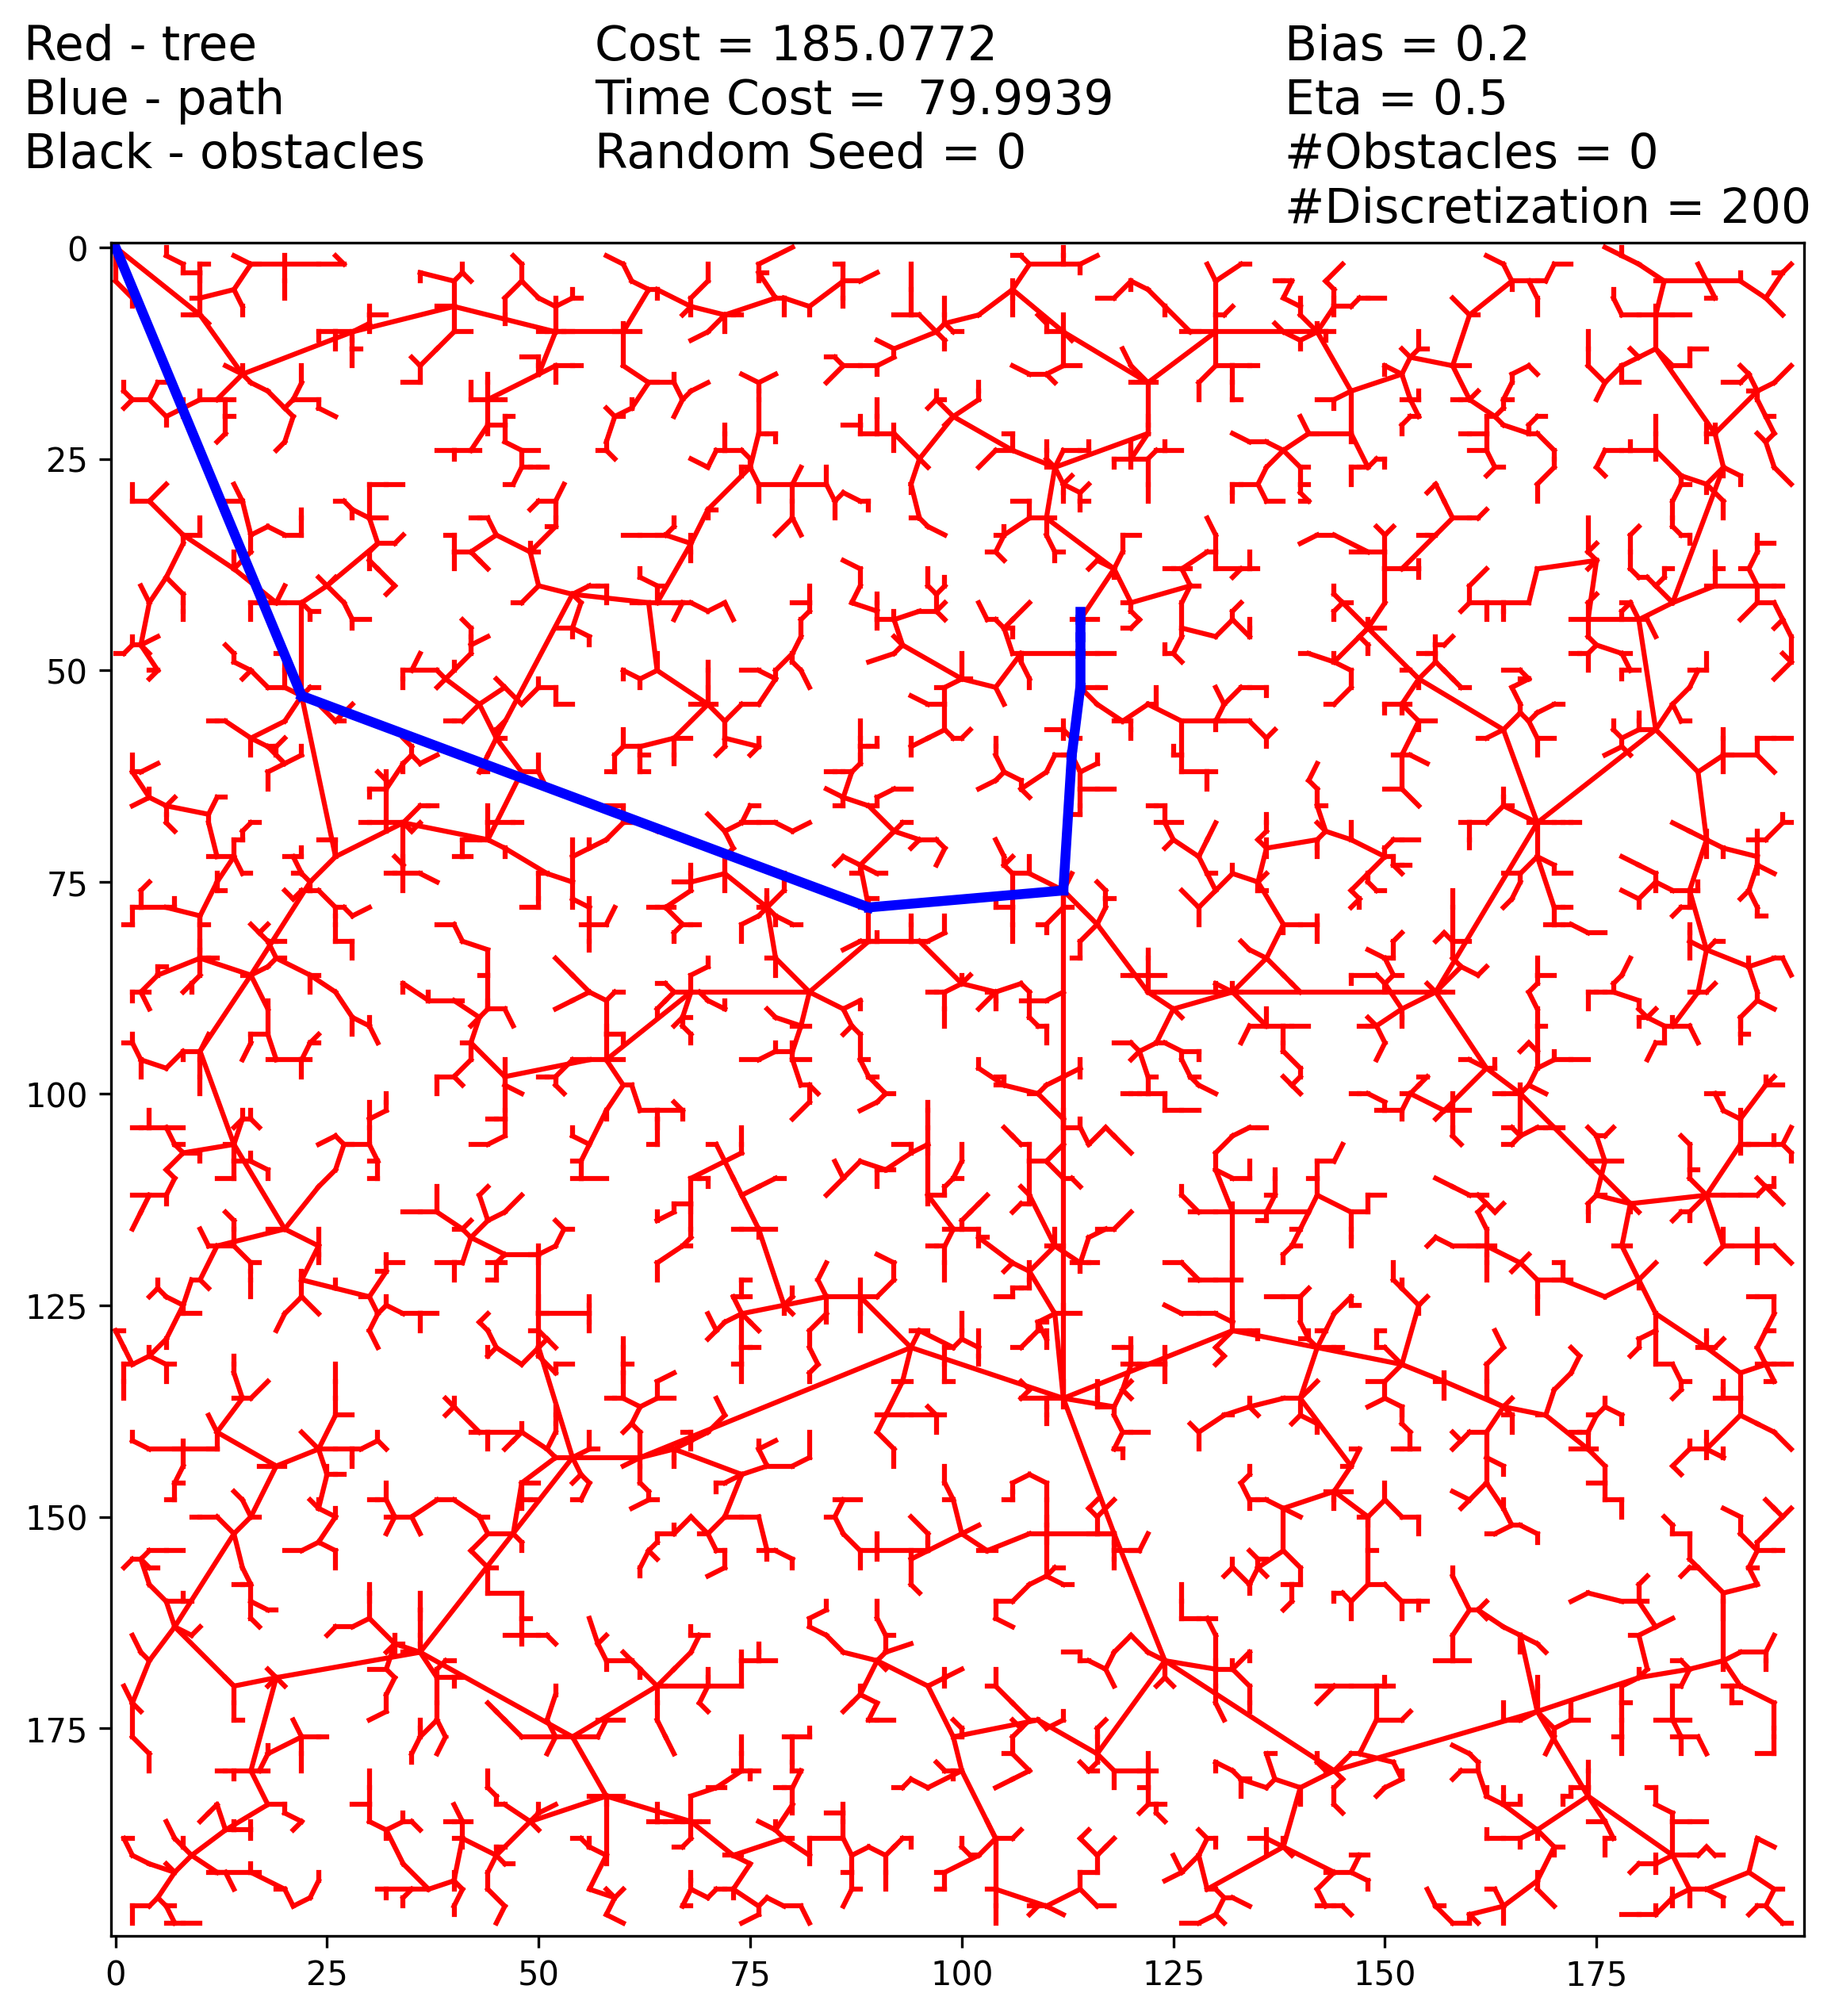 Red - tree
Blue - path
Black - obstacles
Cost = 185.0772
Time Cost =  79.9939
Random Seed = 0
Bias = 0.2
Eta = 0.5
#Obstacles = 0
#Discretization = 200
0
25
50
75
100
125
150
175
0
25
50
75
100
125
150
175